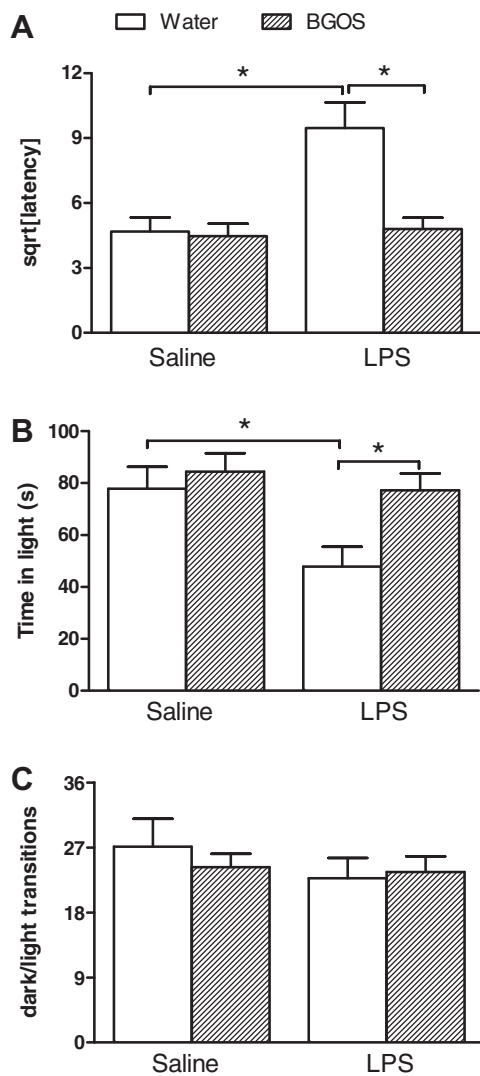 A
Water BGOS
sqrt[latency]
12
9
6
3
0
* *
Saline LPS
B
Time in light (s)
100
80
60
40
20
0
* *
Saline LPS
C
dark/light transitions
36
27
18
9
0
Saline LPS